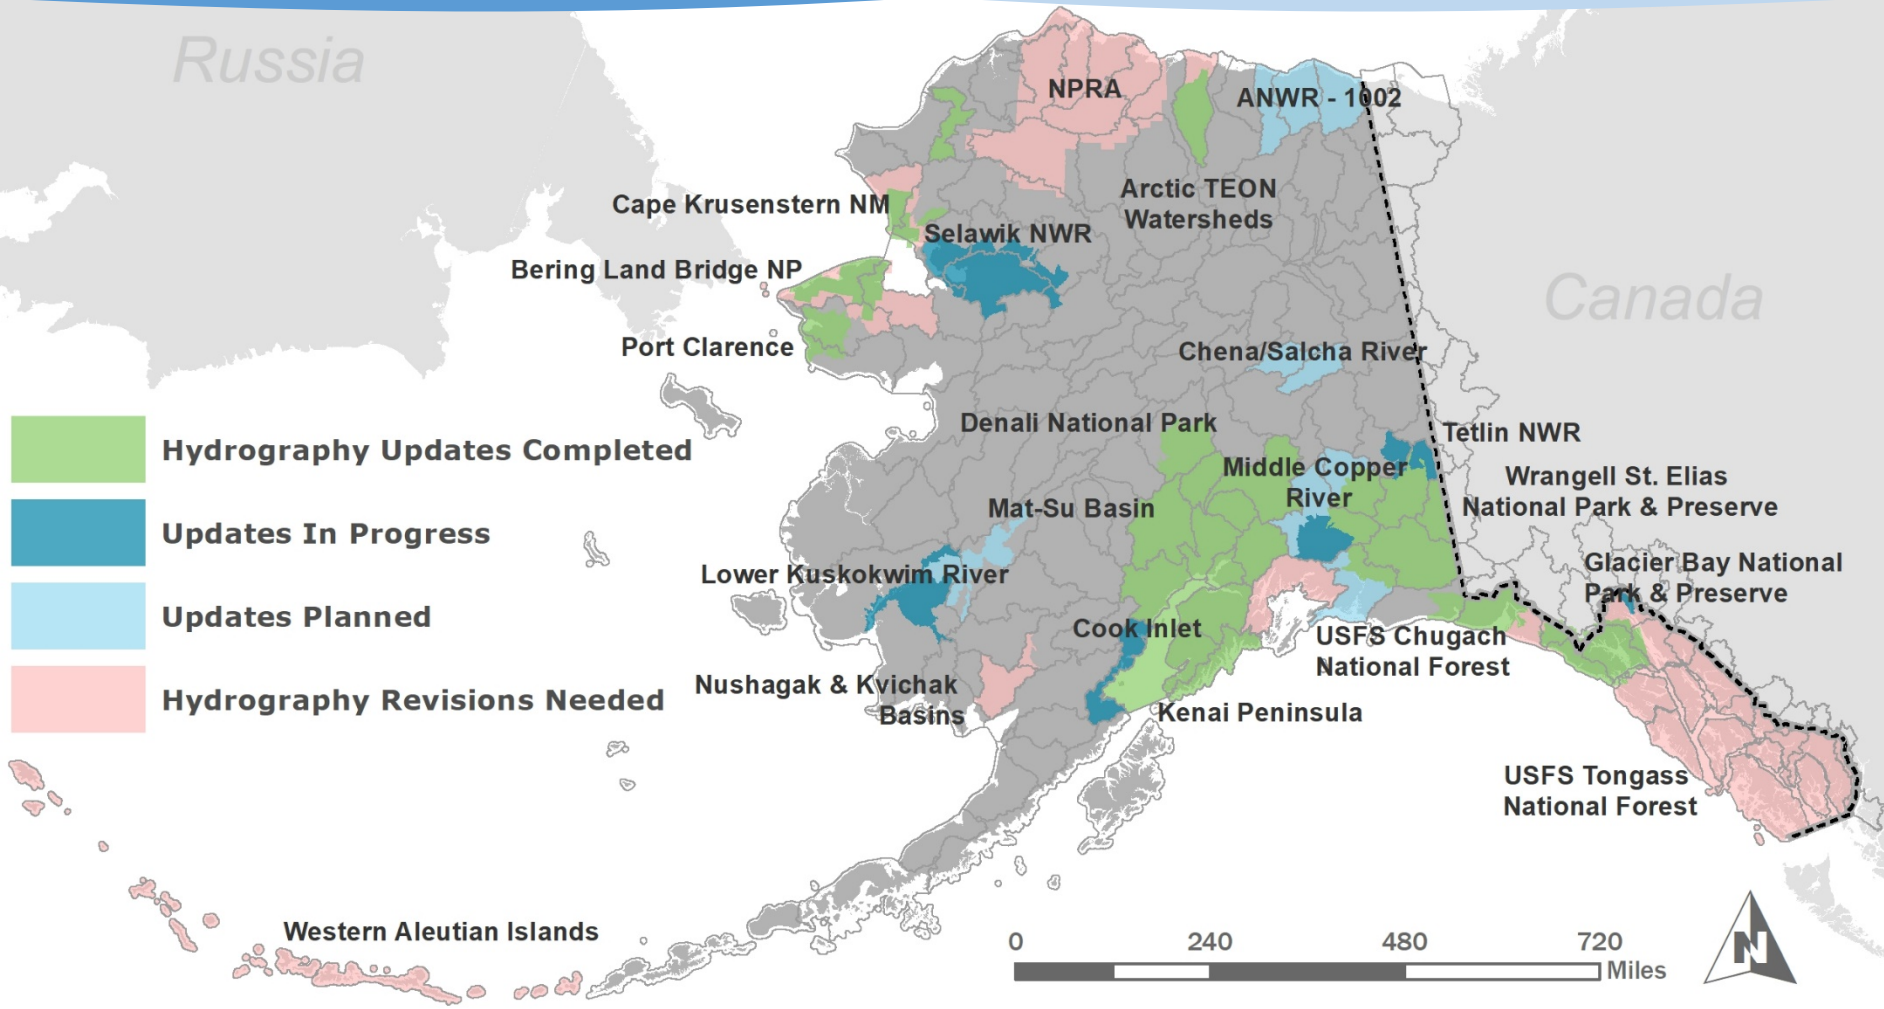 Russia
NPRA
ANWR - 1002
Arctic TEON
Watersheds
Cape Krusenstern NM
Selawik NWR
Bering Land Bridge NP
Canada
Port Clarence
Chena/Salcha River
Denali National Park
Tetlin NWR
Hydrography Updates Completed
Middle Copper
River
Wrangell St. Elias
National Park & Preserve
Mat-Su Basin
Updates In Progress
Glacier Bay National
Park & Preserve
Lower Kuskokwim River
Updates Planned
Cook Inlet
USFS Chugach
National Forest
Nushagak & Kvichak
Basins
Hydrography Revisions Needed
Kenai Peninsula
USFS Tongass
National Forest
Western Aleutian Islands
0 240 480 720
Miles
N